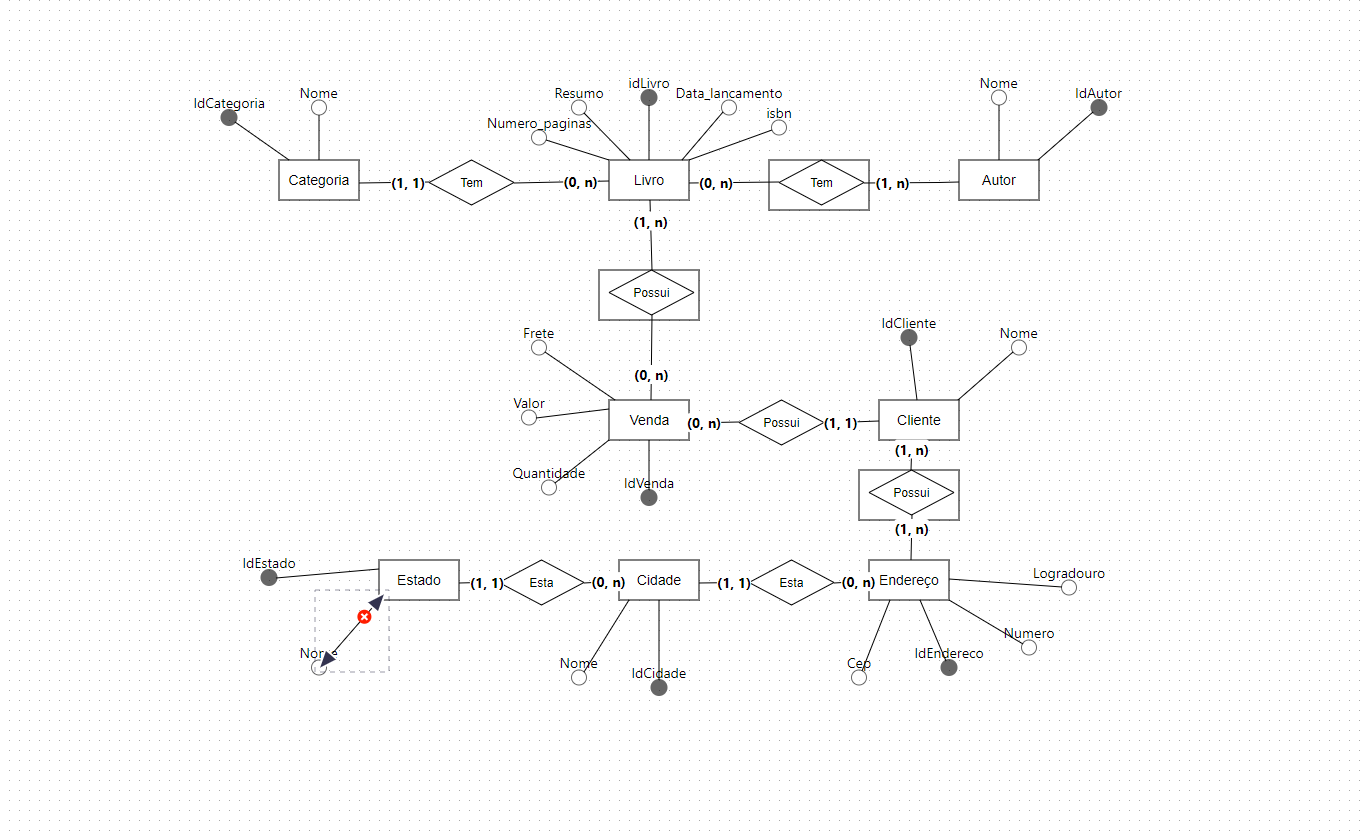 idLivro
Nome
IdAutor
Nome
Resumo
Data_lancamento
IdCategoria
isbn
Numero_paginas
Categoria
(1, 1)
Tem
(0, n)
Livro
(0, n)
Tem
(1, n)
Autor
(1, n)
Possui
IdCliente
Frete
Nome
(0, n)
Valor
Venda
(0, n)
Possui
(1, 1)
Cliente
(1, n)
Quantidade
IdVenda
Possui
(1, n)
IdEstado
Estado
(1, 1)
Esta
(0, n)
Cidade
(1, 1)
Esta
(0, n)
Endereço
Logradouro
Numero
Nome
IdCidade
Cep
IdEndereco